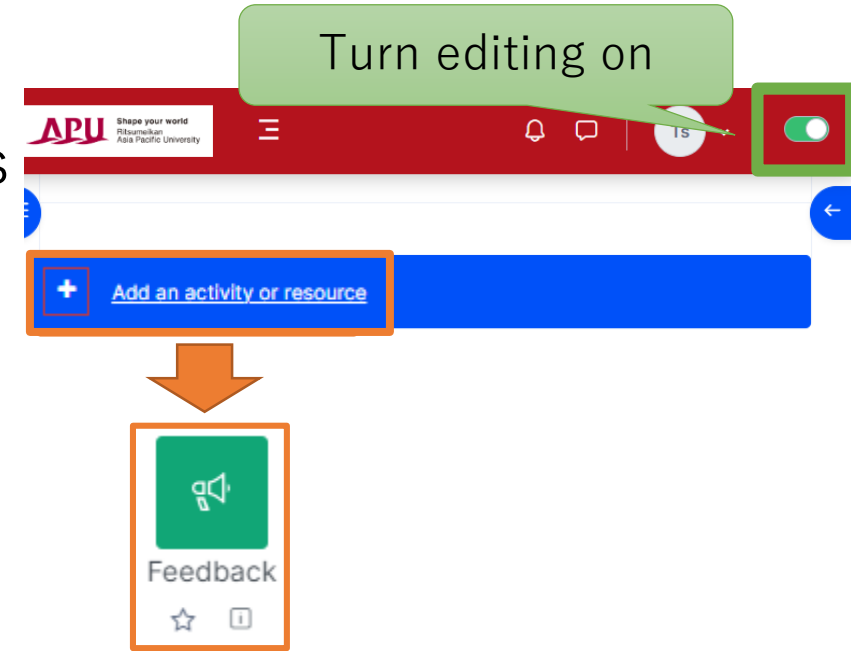 Turn editing on
APU
Shape your world
Ritsumeikan
Asia Pacific University
Ts
s
Add an activity or resource
Feedback